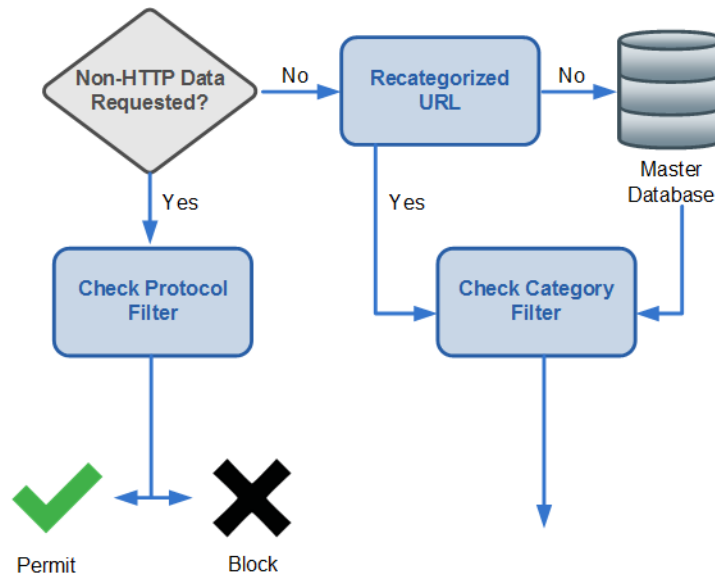 Non-HTTP Data
Requested?
No
Recategorized
URL
No
Master
Database
Yes
Yes
Check Protocol
Filter
Check Category
Filter
Permit
Block